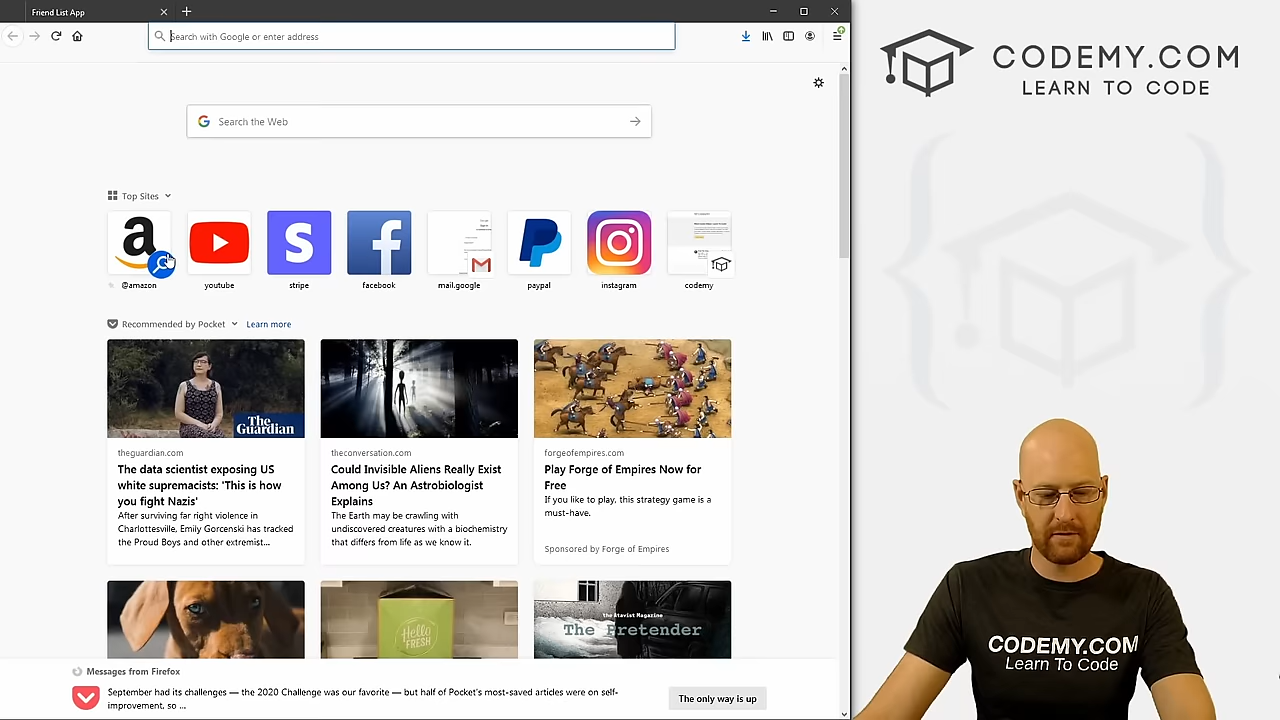 Friend List App
Search with Google or enter address
CODEMY.COM
LEARN TO CODE
Search the Web
Top Sites
@amazon
youtube
stripe
facebook
mail.google
paypal
instagram
codemy
Recommended by Pocket
Learn more
The
Guardian
theguardian.com
The data scientist exposing US
white supremacists: 'This is how
you fight Nazis'
After surviving far right violence in
Charlottesville, Emily Gorcenski has tracked
the Proud Boys and other extremist...
theconversation.com
Could Invisible Aliens Really Exist
Among Us? An Astrobiologist
Explains
The Earth may be crawling with
undiscovered creatures with a biochemistry
that differs from life as we know it.
forgeofempires.com
Play Forge of Empires Now for
Free
If you like to play, this strategy game is a
must-have.
Sponsored by Forge of Empires
Hello
FRESH
the Atavist Magazine
The Pretender
Messages from Firefox
September had its challenges — the 2020 Challenge was our favorite — but half of Pocket's most-saved articles were on self-
improvement, so ...
The only way is up
CODEMY.COM
Learn To Code